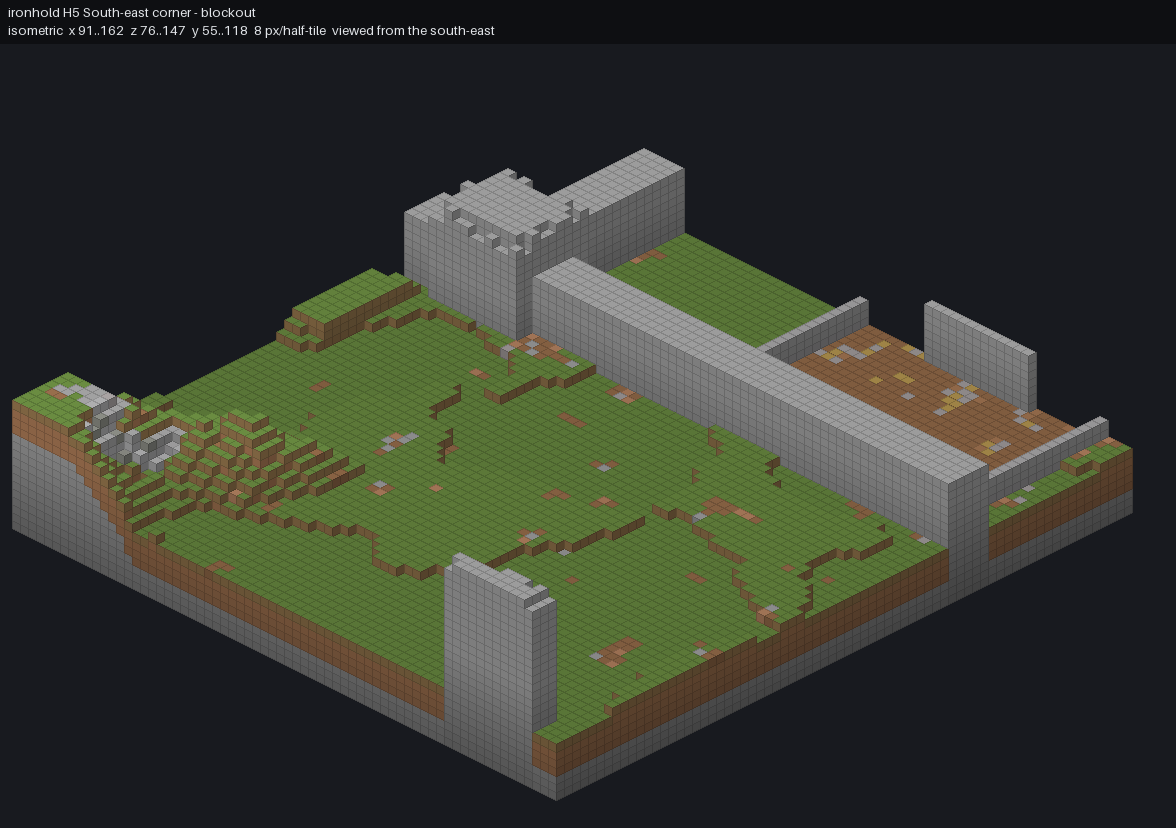 ironhold H5 South-east corner - blockout
isometric x 91..162 z 76..147 y 55..118 8 px/half-tile viewed from the south-east